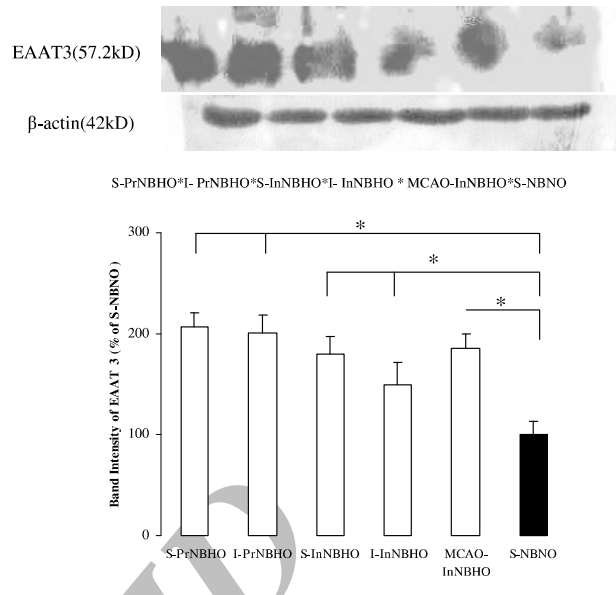 EAAT3(57.2kD)
β-actin(42kD)
S-PrNBHO*I- PrNBHO*S-InNBHO*I- InNBHO * MCAO-InNBHO*S-NBNO
Band Intensity of EAAT 3 (% of S-NBNO )
300
200
100
0
*
*
*
S-PrNBHO I-PrNBHO S-InNBHO I-InNBHO MCAO- S-NBNO
InNBHO